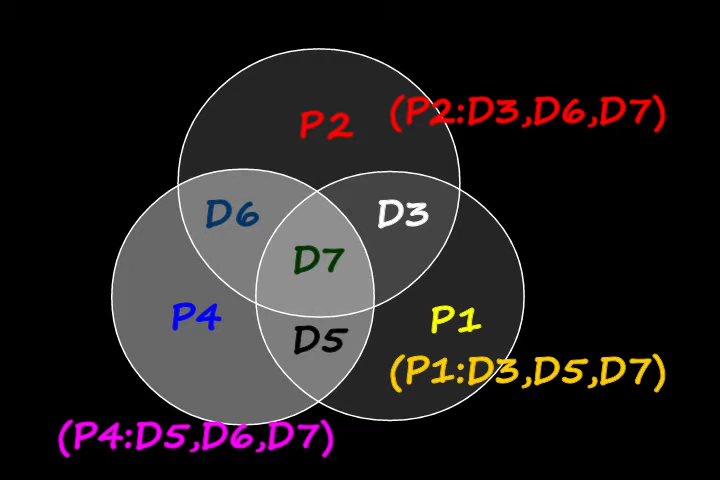 P2 (P2:D3,D6,D7)
D6 D3
D7
P4 P1
D5
(P1:D3,D5,D7)
(P4:D5,D6,D7)